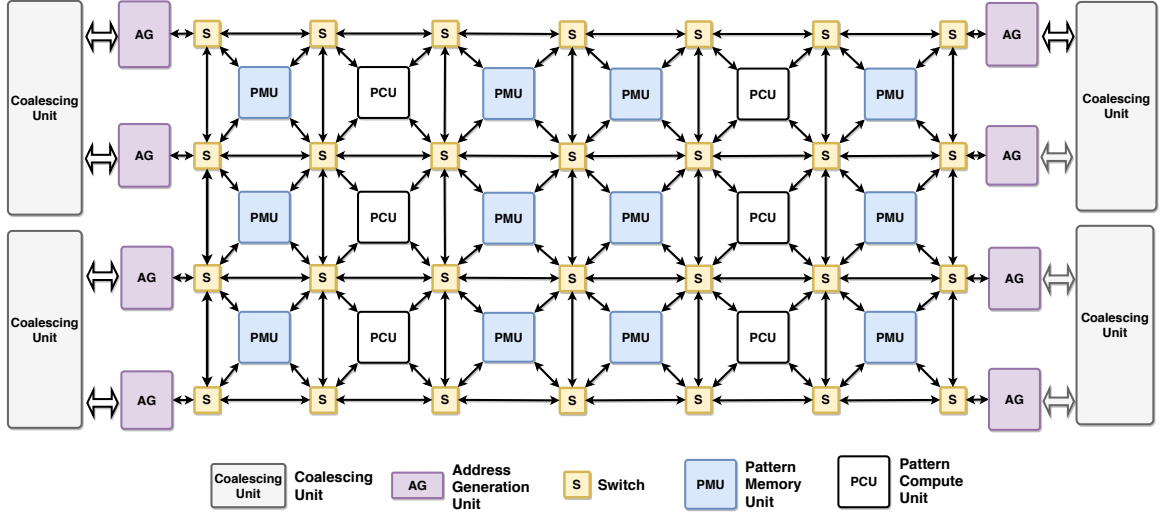 AG S S S S S S S AG
PMU PCU PMU PMU PCU PMU
Coalescing
Unit
Coalescing
Unit
AG S S S S S S S AG
PMU PCU PMU PMU PCU PMU
AG S S S S S S S AG
Coalescing
Unit
Coalescing
Unit
PMU PCU PMU PMU PCU PMU
AG S S S S S S S AG
Coalescing
Unit
Coalescing
Unit
AG
Address
Generation
Unit
S
Switch
PMU
Pattern
Memory
Unit
PCU
Pattern
Compute
Unit